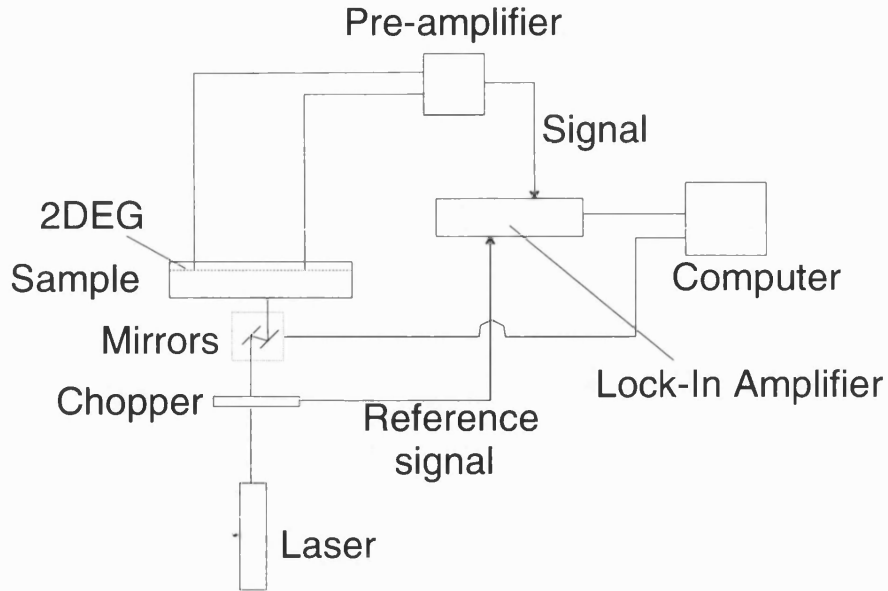 Pre-amplifier
Signal
2DEG
Sample
Computer
Mirrors
Lock-In Amplifier
Chopper
Reference
signal
Laser